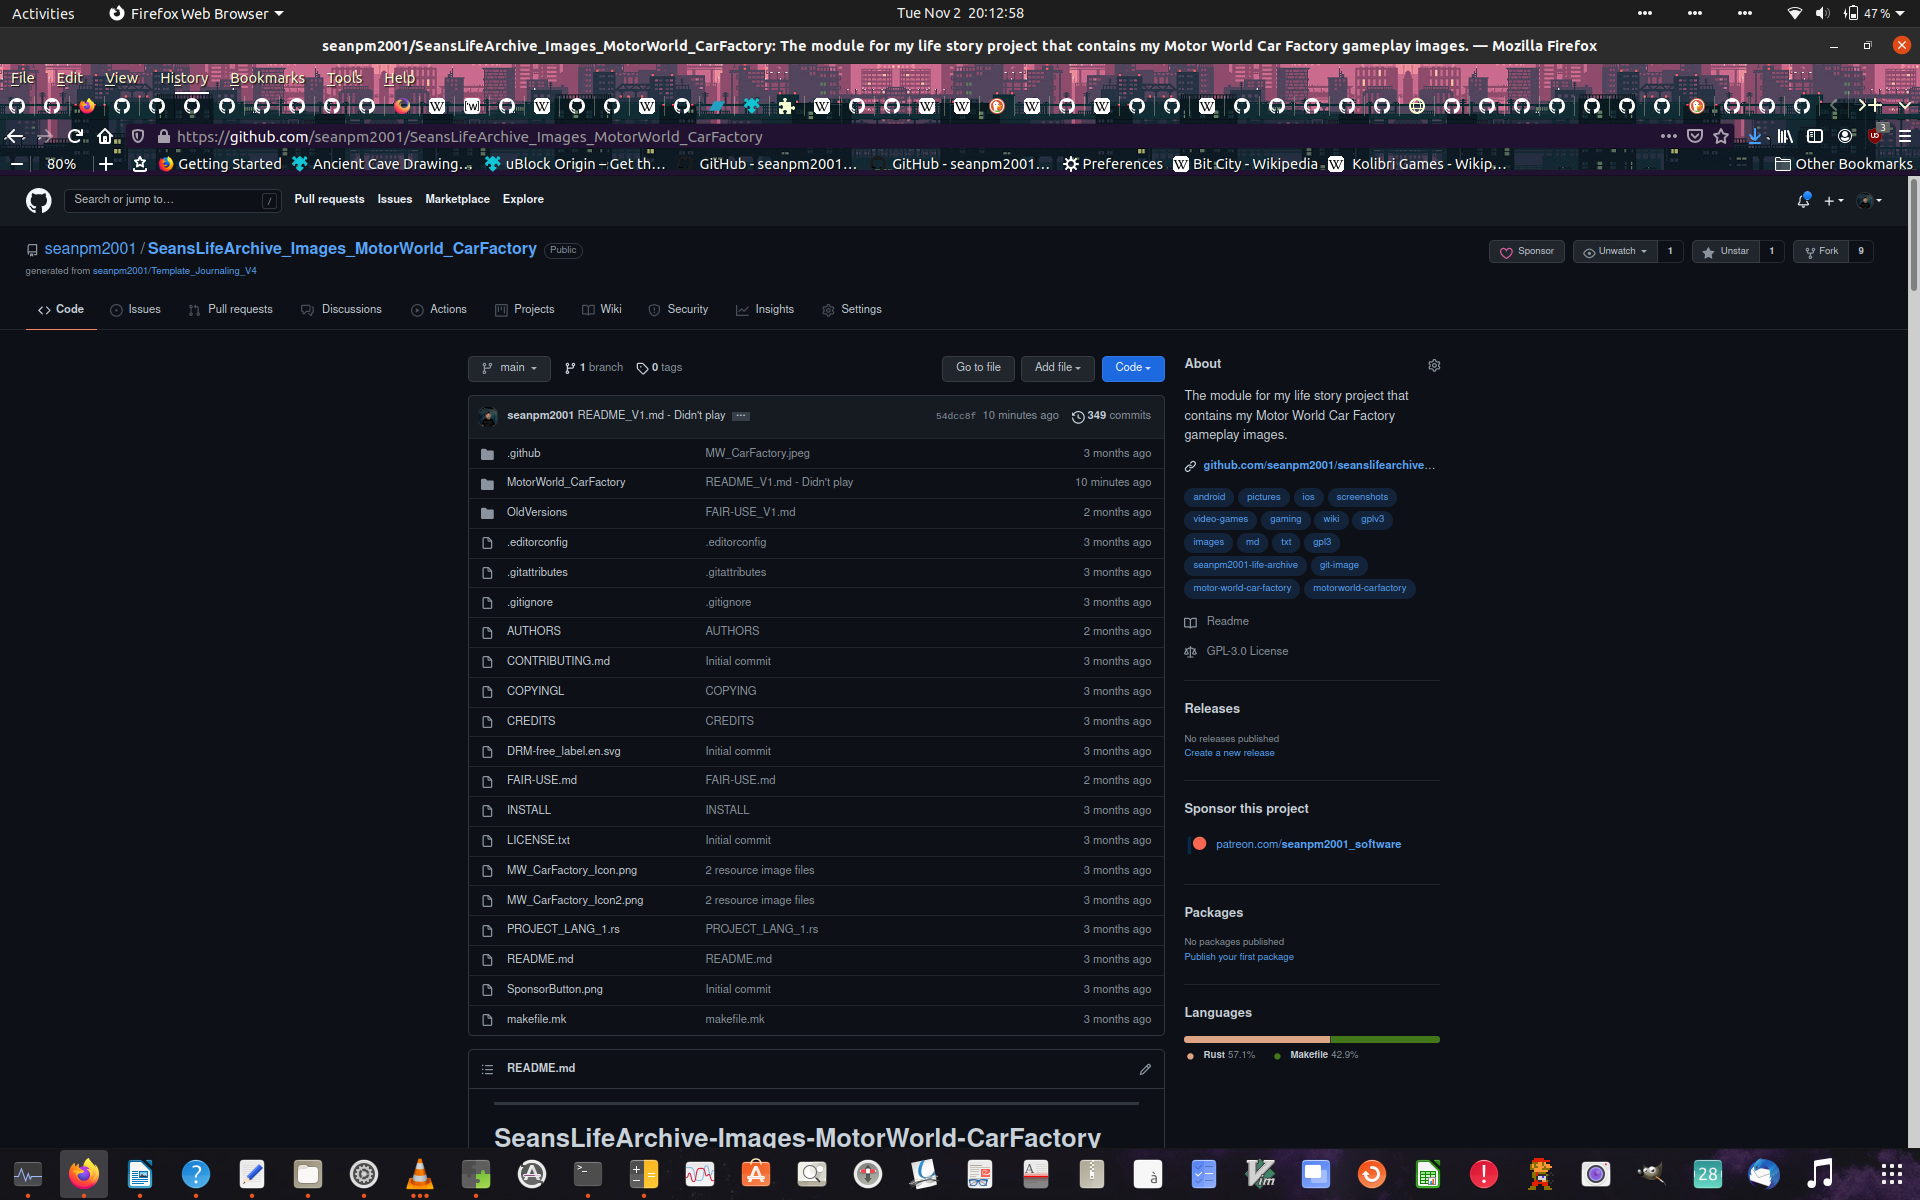 Activities Firefox Web Browser Tue Nov 2 20:12:58 47 %
seanpm2001/SeansLifeArchive_Images_MotorWorld_CarFactory: The module for my life story project that contains my Motor World Car Factory gameplay images. — Mozilla Firefox
File Edit View History Bookmarks Tools Help
https://github.com/seanpm2001/SeansLifeArchive_Images_MotorWorld_CarFactory 3
80% Getting Started Ancient Cave Drawing… uBlock Origin – Get th… GitHub - seanpm2001… GitHub - seanpm2001… Preferences Bit City - Wikipedia Kolibri Games - Wikip… Other Bookmarks
Search or jump to… / Pull requests Issues Marketplace Explore
seanpm2001 / SeansLifeArchive_Images_MotorWorld_CarFactory Public Sponsor Unwatch 1 Unstar 1 Fork 9
generated from seanpm2001/Template_Journaling_V4
Code Issues Pull requests Discussions Actions Projects Wiki Security Insights Settings
main 1 branch 0 tags Go to file Add file Code
seanpm2001 README_V1.md - Didn't play ... 54dcc8f 10 minutes ago 349 commits
.github MW_CarFactory.jpeg 3 months ago
MotorWorld_CarFactory README_V1.md - Didn't play 10 minutes ago
OldVersions FAIR-USE_V1.md 2 months ago
.editorconfig .editorconfig 3 months ago
.gitattributes .gitattributes 3 months ago
.gitignore .gitignore 3 months ago
AUTHORS AUTHORS 2 months ago
CONTRIBUTING.md Initial commit 3 months ago
COPYINGL COPYING 3 months ago
CREDITS CREDITS 3 months ago
DRM-free_label.en.svg Initial commit 3 months ago
FAIR-USE.md FAIR-USE.md 2 months ago
INSTALL INSTALL 3 months ago
LICENSE.txt Initial commit 3 months ago
MW_CarFactory_Icon.png 2 resource image files 3 months ago
MW_CarFactory_Icon2.png 2 resource image files 3 months ago
PROJECT_LANG_1.rs PROJECT_LANG_1.rs 3 months ago
README.md README.md 3 months ago
SponsorButton.png Initial commit 3 months ago
makefile.mk makefile.mk 3 months ago
README.md
SeansLifeArchive-Images-MotorWorld-CarFactory
About
The module for my life story project that
contains my Motor World Car Factory
gameplay images.
github.com/seanpm2001/seanslifearchive…
android pictures ios screenshots
video-games gaming wiki gplv3
images md txt gpl3
seanpm2001-life-archive git-image
motor-world-car-factory motorworld-carfactory
Readme
GPL-3.0 License
Releases
No releases published
Create a new release
Sponsor this project
patreon.com/seanpm2001_software
Packages
No packages published
Publish your first package
Languages
Rust 57.1% Makefile 42.9%
28